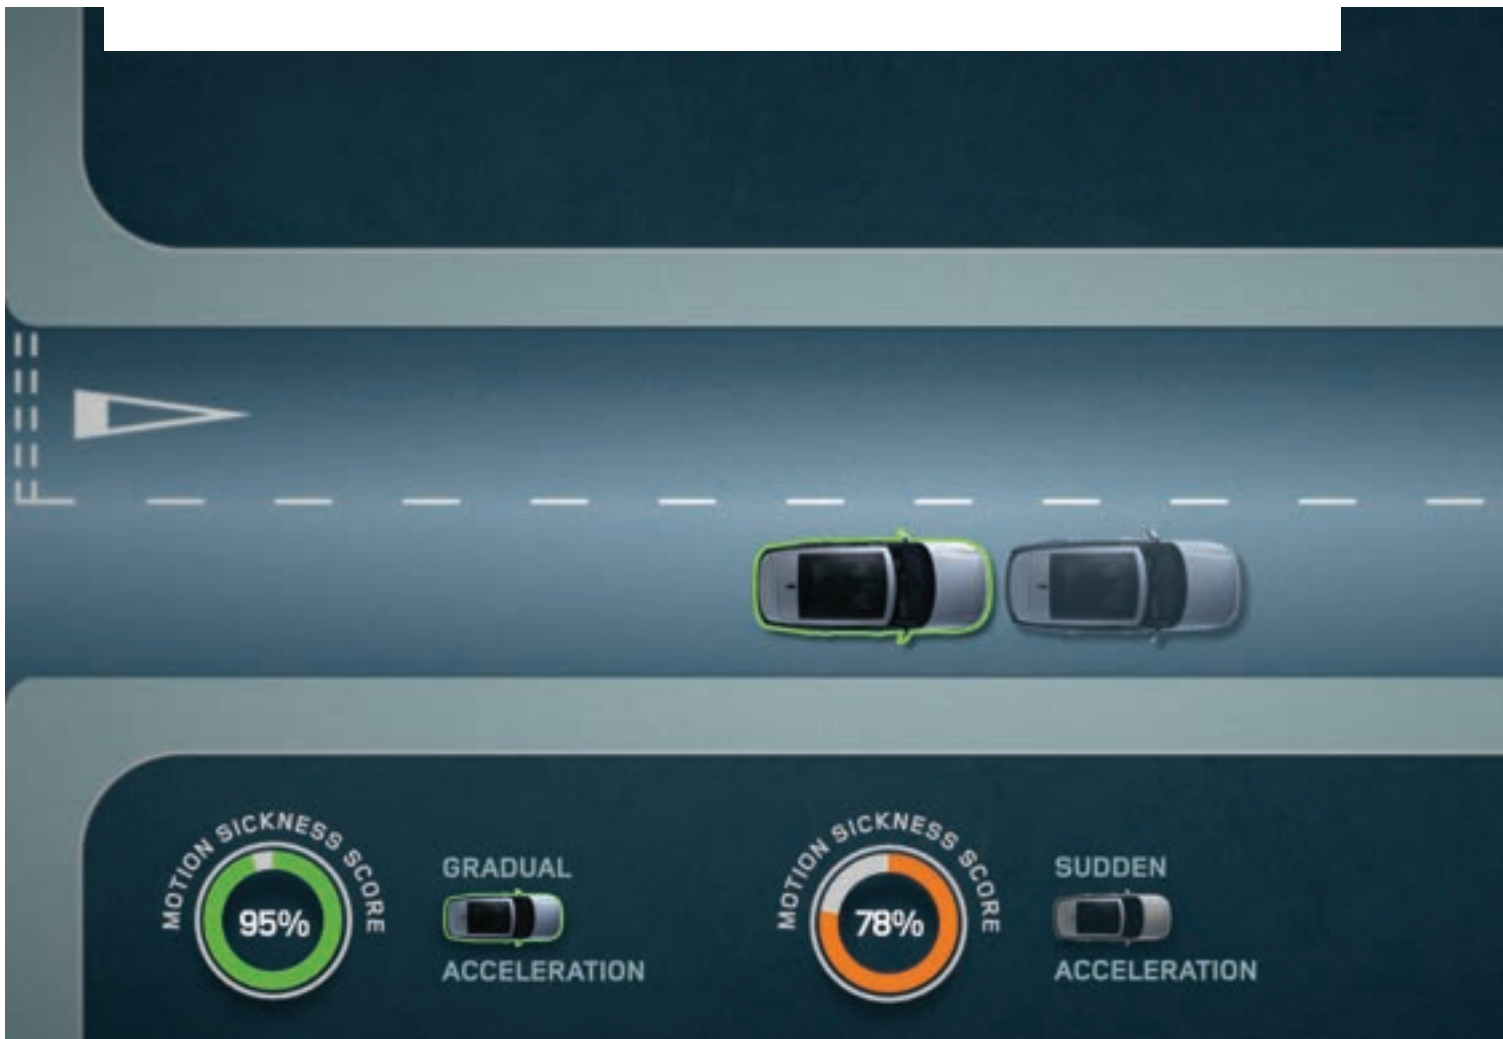 MOTION SICKNESS SCORE
95%
GRADUAL
ACCELERATION
MOTION SICKNESS SCORE
78%
SUDDEN
ACCELERATION